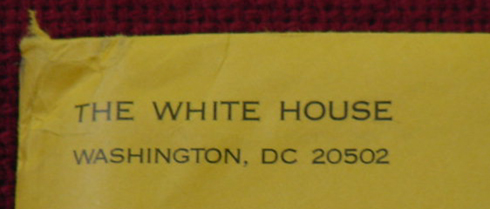 THE WHITE HOUSE
WASHINGTON, DC 20502